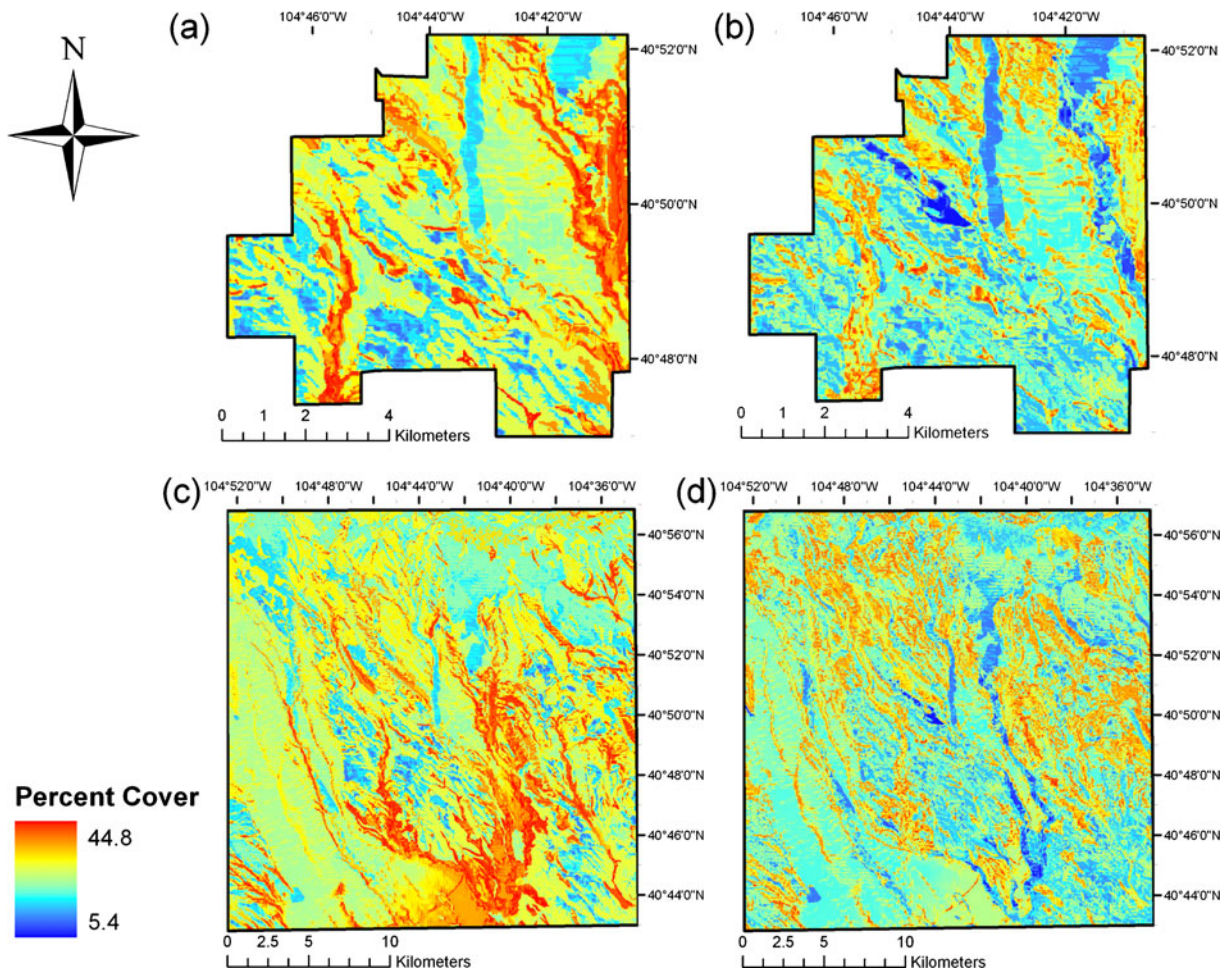 N
(a)
104°46'0"W 104°44'0"W 104°42'0"W
40°52'0"N
40°50'0"N
40°48'0"N
0 1 2 4
Kilometers
(b)
104°46'0"W 104°44'0"W 104°42'0"W
40°52'0"N
40°50'0"N
40°48'0"N
0 1 2 4
Kilometers
(c)
104°52'0"W 104°48'0"W 104°44'0"W 104°40'0"W 104°36'0"W
40°56'0"N
40°54'0"N
40°52'0"N
40°50'0"N
40°48'0"N
40°46'0"N
40°44'0"N
0 2.5 5 10
Kilometers
(d)
104°52'0"W 104°48'0"W 104°44'0"W 104°40'0"W 104°36'0"W
40°56'0"N
40°54'0"N
40°52'0"N
40°50'0"N
40°48'0"N
40°46'0"N
40°44'0"N
0 2.5 5 10
Kilometers
Percent Cover
44.8
5.4